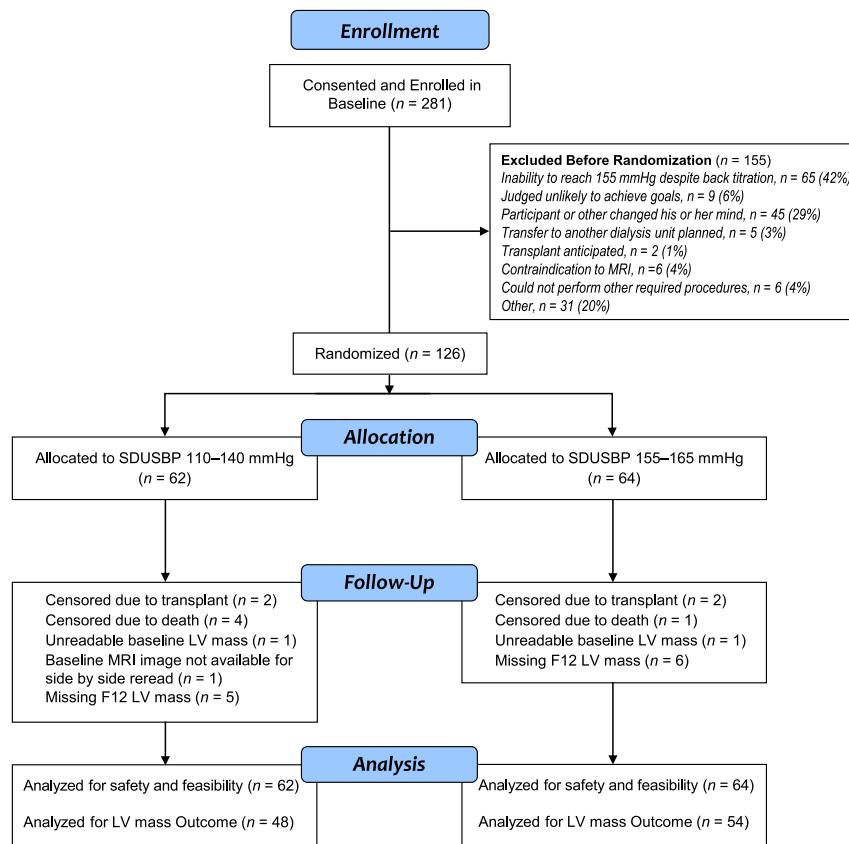 Enrollment
Consented and Enrolled in
Baseline (n = 281)
Excluded Before Randomization (n = 155)
Inability to reach 155 mmHg despite back titration, n = 65 (42%)
Judged unlikely to achieve goals, n = 9 (6%)
Participant or other changed his or her mind, n = 45 (29%)
Transfer to another dialysis unit planned, n = 5 (3%)
Transplant anticipated, n = 2 (1%)
Contraindication to MRI, n =6 (4%)
Could not perform other required procedures, n = 6 (4%)
Other, n = 31 (20%)
Randomized (n = 126)
Allocation
Allocated to SDUSBP 110–140 mmHg
(n = 62)
Allocated to SDUSBP 155–165 mmHg
(n = 64)
Follow-Up
Censored due to transplant (n = 2)
Censored due to death (n = 4)
Unreadable baseline LV mass (n = 1)
Baseline MRI image not available for
side by side reread (n = 1)
Missing F12 LV mass (n = 5)
Censored due to transplant (n = 2)
Censored due to death (n = 1)
Unreadable baseline LV mass (n = 1)
Missing F12 LV mass (n = 6)
Analysis
Analyzed for safety and feasibility (n = 62)
Analyzed for LV mass Outcome (n = 48)
Analyzed for safety and feasibility (n = 64)
Analyzed for LV mass Outcome (n = 54)